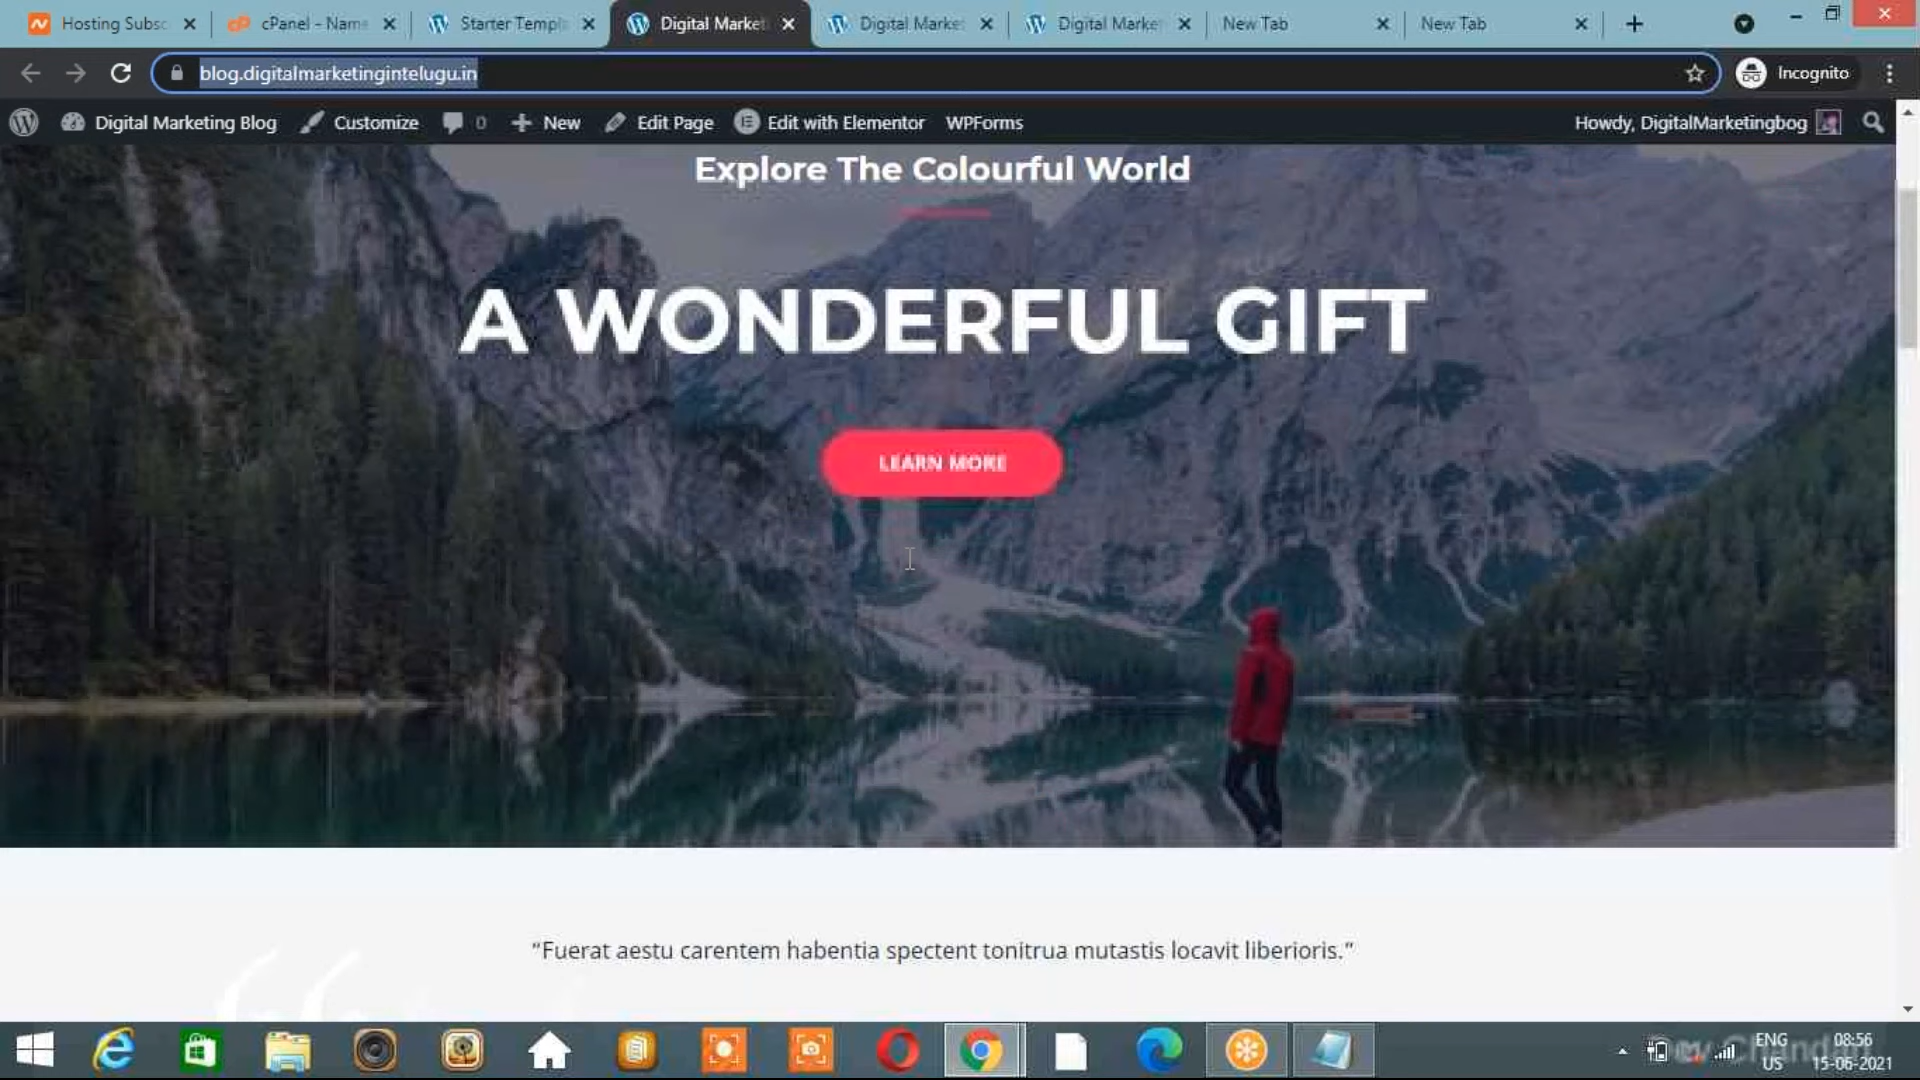 Hosting Subsc
cPanel - Name
Starter Templ
Digital Market
Digital Market
Digital Market
New Tab
New Tab
blog.digitalmarketingintelugu.in
Incognito
Digital Marketing Blog
Customize
0
New
Edit Page
Edit with Elementor
WPForms
Howdy, DigitalMarketingbog
Explore The Colourful World
A WONDERFUL GIFT
LEARN MORE
“Fuerat aestu carentem habentia spectent tonitrua mutastis locavit liberioris.”
ENG
US
08:56
15-06-2021